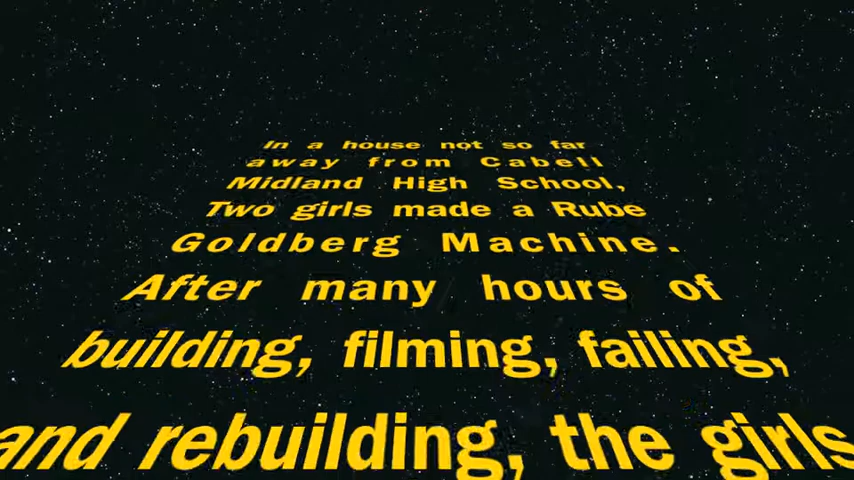 In a house not so far
away from Cabell
Midland High School,
Two girls made a Rube
Goldberg Machine.
After many hours of
building, filming, failing,
and rebuilding, the girls